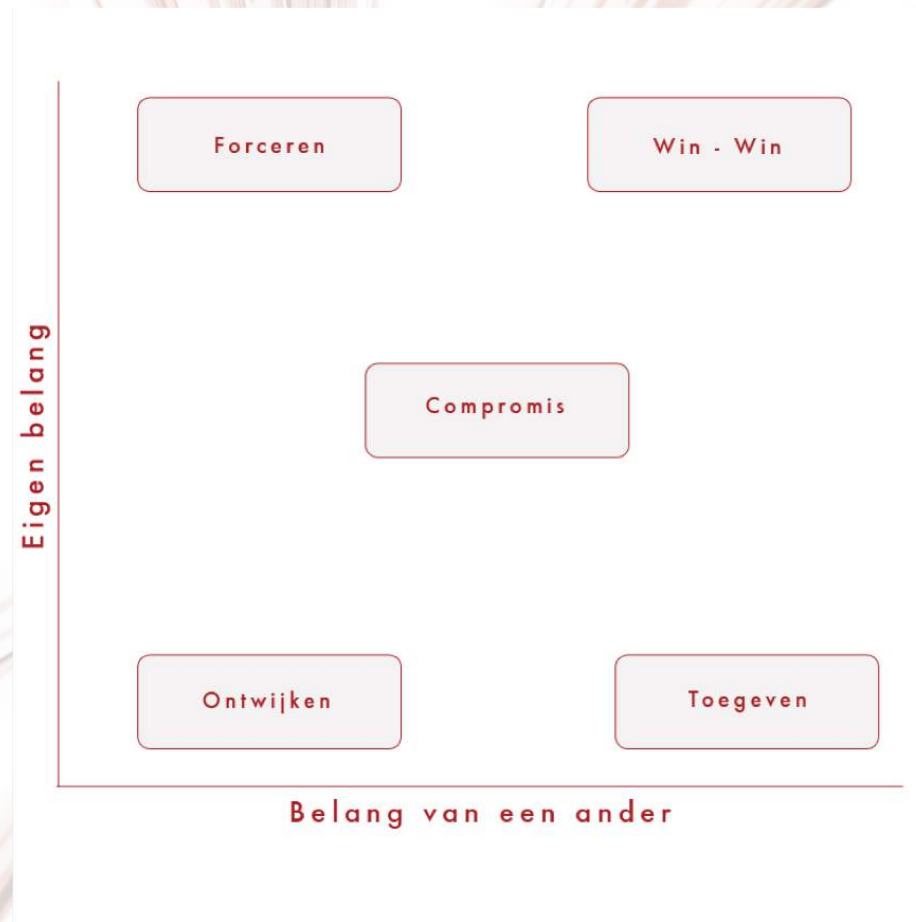 Forceren
Win - Win
Eigen belang
Compromis
Ontwijken
Toegeven
Belang van een ander